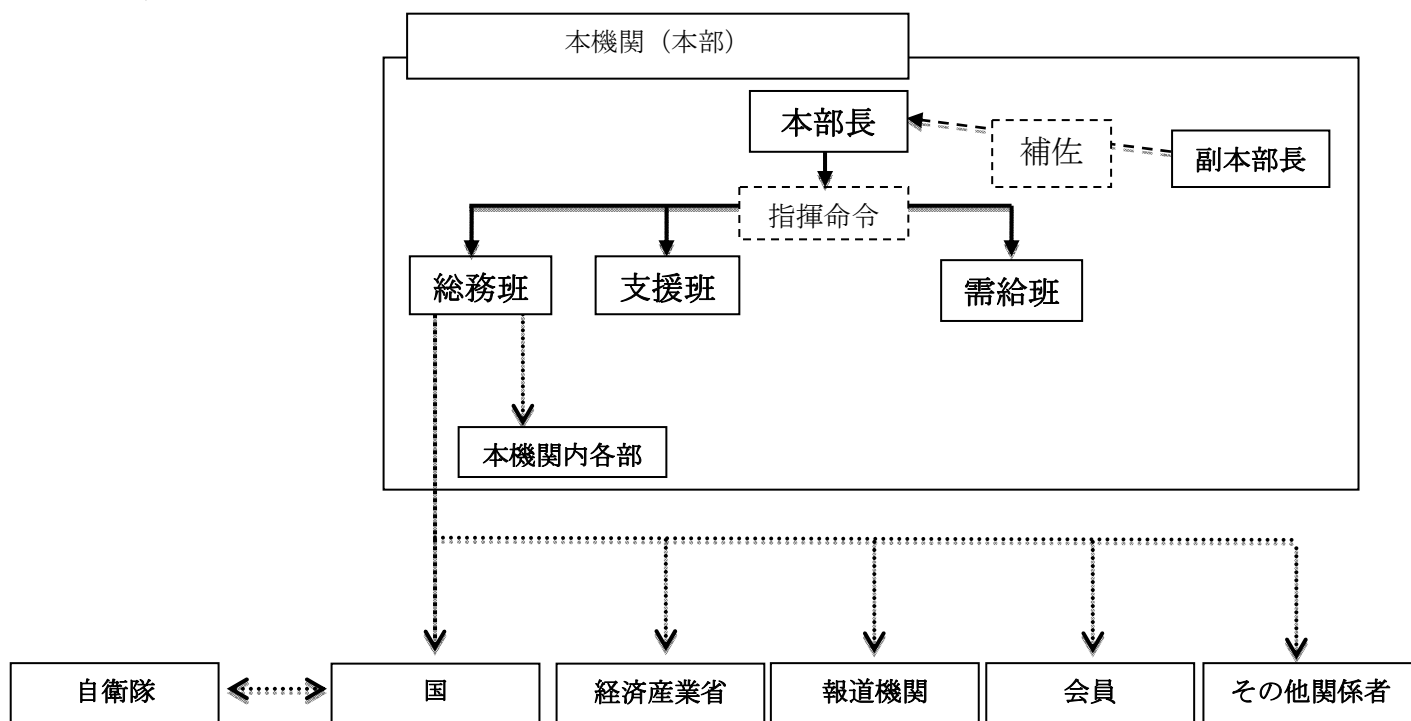 本機関（本部）
本部長
補佐
副本部長
指揮命令
総務班
支援班
需給班
本機関内各部
自衛隊
国
経済産業省
報道機関
会員
その他関係者